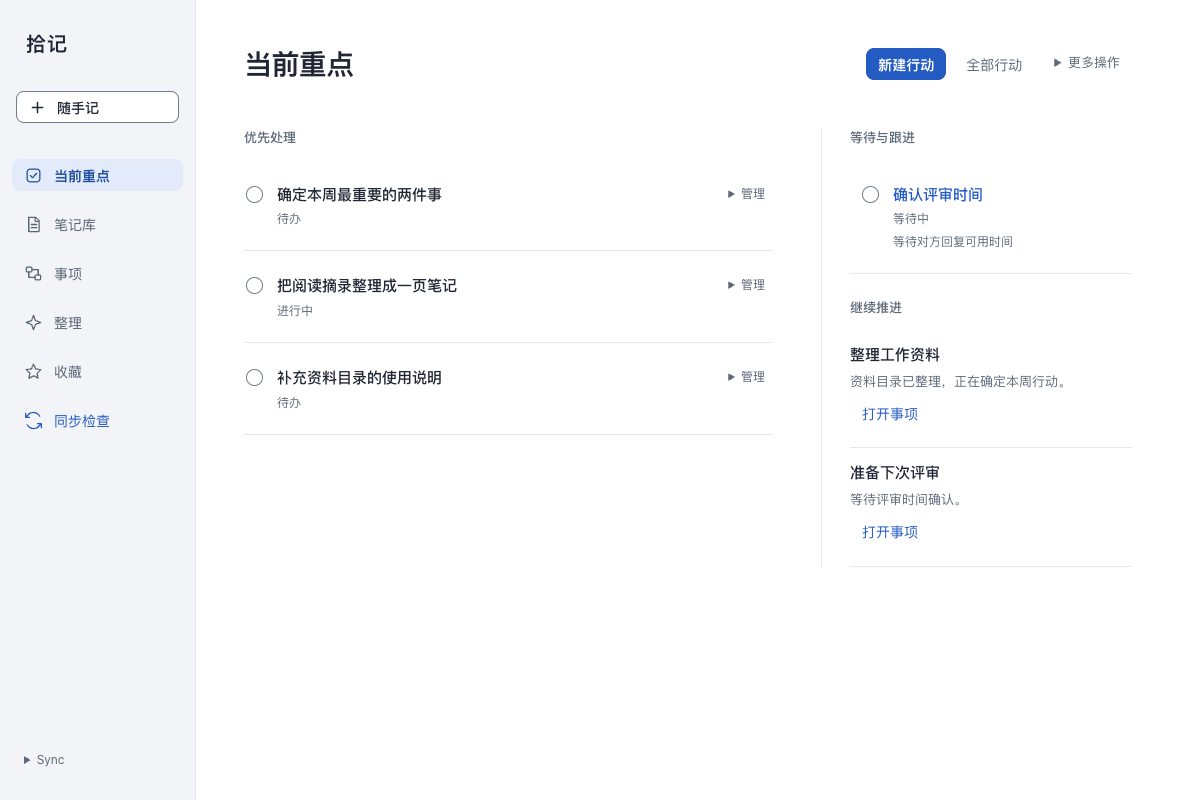 拾记
随手记
当前重点
笔记库
事项
整理
收藏
同步检查
Sync
当前重点
新建行动
全部行动
更多操作
优先处理
确定本周最重要的两件事
管理
待办
把阅读摘录整理成一页笔记
管理
进行中
补充资料目录的使用说明
管理
待办
等待与跟进
确认评审时间
等待中
等待对方回复可用时间
继续推进
整理工作资料
资料目录已整理，正在确定本周行动。
打开事项
准备下次评审
等待评审时间确认。
打开事项